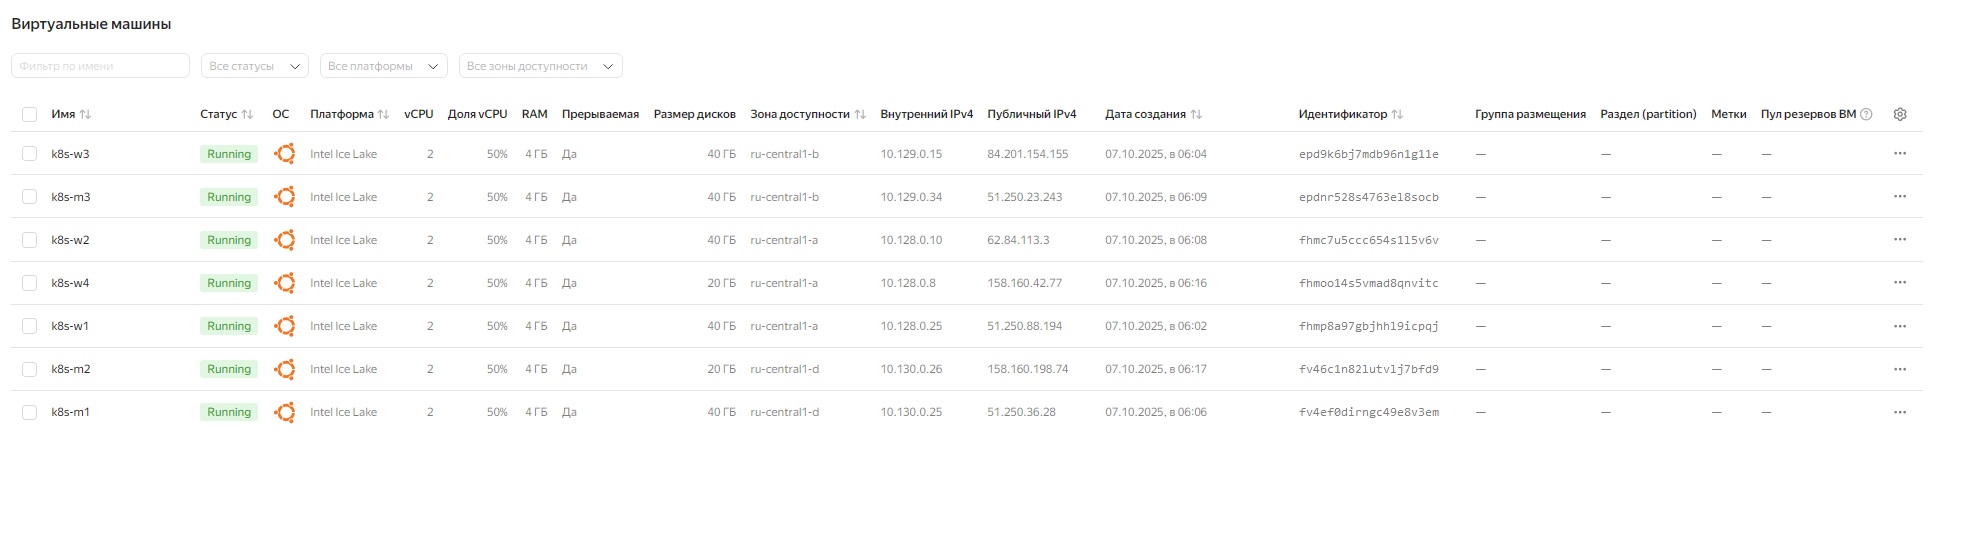 Виртуальные машины
Фильтр по имени Все статусы Все платформы Все зоны доступности
Имя Статус ОС Платформа vCPU Доля vCPU RAM Прерываемая Размер дисков Зона доступности Внутренний IPv4 Публичный IPv4 Дата создания Идентификатор Группа размещения Раздел (partition) Метки Пул резервов ВМ
k8s-w3 Running Intel Ice Lake 2 50% 4 ГБ Да 40 ГБ ru-central1-b 10.129.0.15 84.201.154.155 07.10.2025, в 06:04 epd9k6bj7mdb96n1g11e — — — —
k8s-m3 Running Intel Ice Lake 2 50% 4 ГБ Да 40 ГБ ru-central1-b 10.129.0.34 51.250.23.243 07.10.2025, в 06:09 epdnr528s4763el8socb — — — —
k8s-w2 Running Intel Ice Lake 2 50% 4 ГБ Да 40 ГБ ru-central1-a 10.128.0.10 62.84.113.3 07.10.2025, в 06:08 fhmc7u5ccc654s1l5v6v — — — —
k8s-w4 Running Intel Ice Lake 2 50% 4 ГБ Да 20 ГБ ru-central1-a 10.128.0.8 158.160.42.77 07.10.2025, в 06:16 fhmoo14s5vmad8qnvitc — — — —
k8s-w1 Running Intel Ice Lake 2 50% 4 ГБ Да 40 ГБ ru-central1-a 10.128.0.25 51.250.88.194 07.10.2025, в 06:02 fhmp8a97gbjhhl9icpqj — — — —
k8s-m2 Running Intel Ice Lake 2 50% 4 ГБ Да 20 ГБ ru-central1-d 10.130.0.26 158.160.198.74 07.10.2025, в 06:17 fv46c1n82lutvlj7bfd9 — — — —
k8s-m1 Running Intel Ice Lake 2 50% 4 ГБ Да 40 ГБ ru-central1-d 10.130.0.25 51.250.36.28 07.10.2025, в 06:06 fv4ef0dirngc49e8v3em — — — —